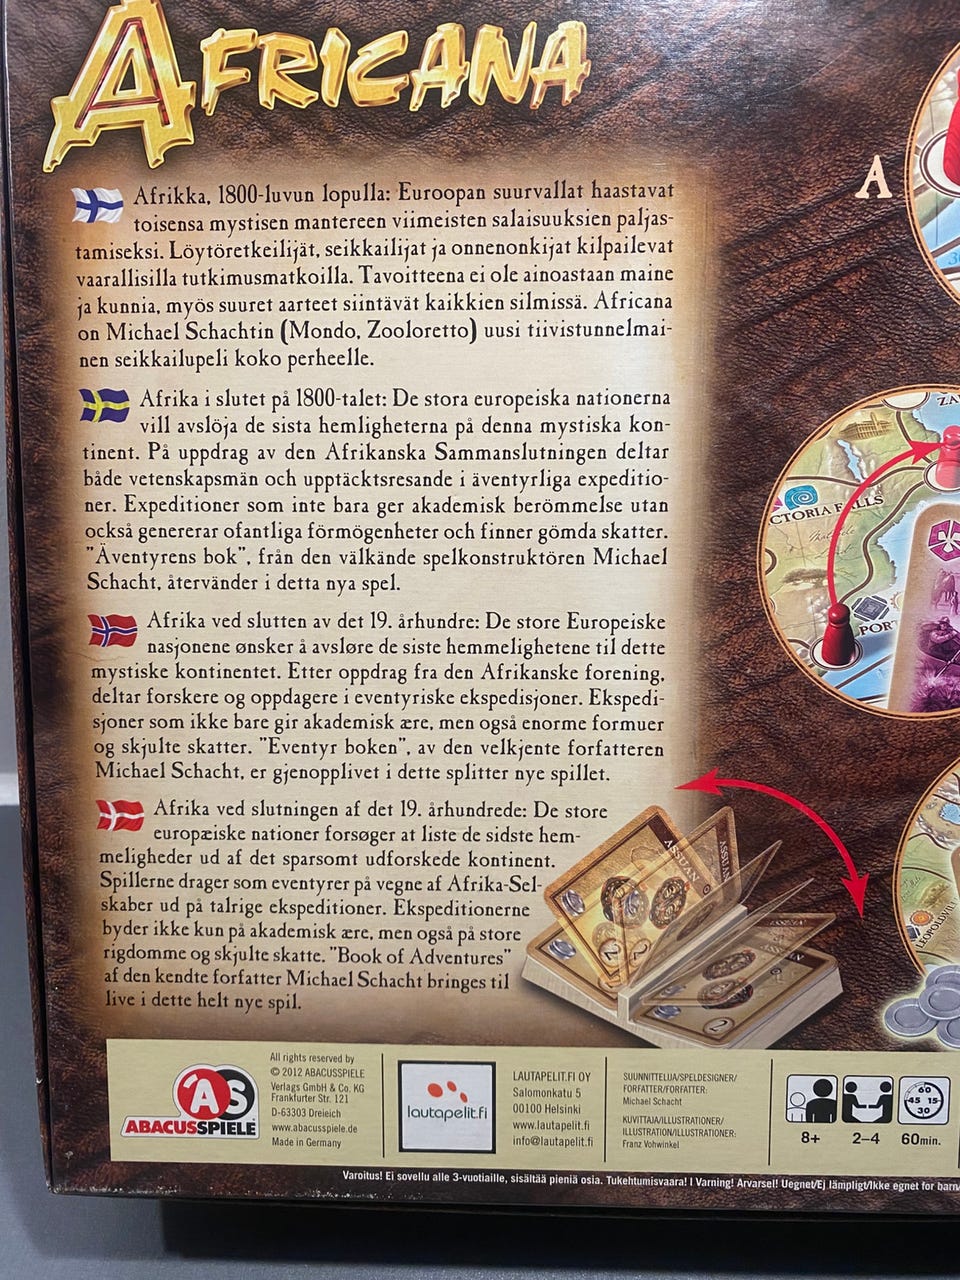 AFRICANA
Afrikka, 1800-luvun lopulla: Euroopan suurvallat haastavat
toisensa mystisen mantereen viimeisten salaisuuksien paljas-
tamiseksi. Löytöretkeilijät, seikkailijat ja onnenonkijat kilpailevat
vaarallisilla tutkimusmatkoilla. Tavoitteena ei ole ainoastaan maine
ja kunnia, myös suuret aarteet siintävät kaikkien silmissä. Africana
on Michael Schachtin (Mondo, Zooloretto) uusi tiivistunnelmai-
nen seikkailupeli koko perheelle.
Afrika i slutet på 1800-talet: De stora europeiska nationerna
vill avslöja de sista hemligheterna på denna mystiska kon-
tinent. På uppdrag av den Afrikanska Sammanslutningen deltar
både vetenskapsmän och upptäcktsresande i äventyrliga expeditio-
ner. Expeditioner som inte bara ger akademisk berömmelse utan
också genererar ofantliga förmögenheter och finner gömda skatter.
"Äventyrens bok", från den välkände spelkonstruktören Michael
Schacht, återvänder i detta nya spel.
Afrika ved slutten av det 19. århundre: De store Europeiske
nasjonene ønsker å avsløre de siste hemmelighetene til dette
mystiske kontinentet. Etter oppdrag fra den Afrikanske forening,
deltar forskere og oppdagere i eventyriske ekspedisjoner. Ekspedi-
sjoner som ikke bare gir akademisk ære, men også enorme formuer
og skjulte skatter. "Eventyr boken", av den velkjente forfatteren
Michael Schacht, er gjenopplivet i dette splitter nye spillet.
Afrika ved slutningen af det 19. århundrede: De store
europæiske nationer forsøger at liste de sidste hem-
meligheder ud af det sparsomt udforskede kontinent.
Spillerne drager som eventyrer på vegne af Afrika-Sel-
skaber ud på talrige ekspeditioner. Ekspeditionerne
byder ikke kun på akademisk ære, men også på store
rigdomme og skjulte skatte. "Book of Adventures"
af den kendte forfatter Michael Schacht bringes til
live i dette helt nye spil.
A
ZA
CTORIA FALLS
POR
LEOPOLDVIL
ASSUAN
ASSUAN
2
2
AS
ABACUSSPIELE
All rights reserved by
© 2012 ABACUSSPIELE
Verlags GmbH & Co. KG
Frankfurter Str. 121
D-63303 Dreieich
www.abacusspiele.de
Made in Germany
lautapelit.fi
LAUTAPELIT.FI OY
Salomonkatu 5
00100 Helsinki
www.lautapelit.fi
info@lautapelit.fi
SUUNNITTELIJA/SPELDESIGNER/
FORFATTER/FORFATTER:
Michael Schacht
KUVITTAJA/ILLUSTRATIONER/
ILLUSTRATION/ILLUSTRATIONER:
Franz Vohwinkel
8+
2–4
60
45 15
30
60min.
Varoitus! Ei sovellu alle 3-vuotiaille, sisältää pieniä osia. Tukehtumisvaara! | Varning! Advarsel! Uegnet/Ej lämpligt/Ikke egnet for barn